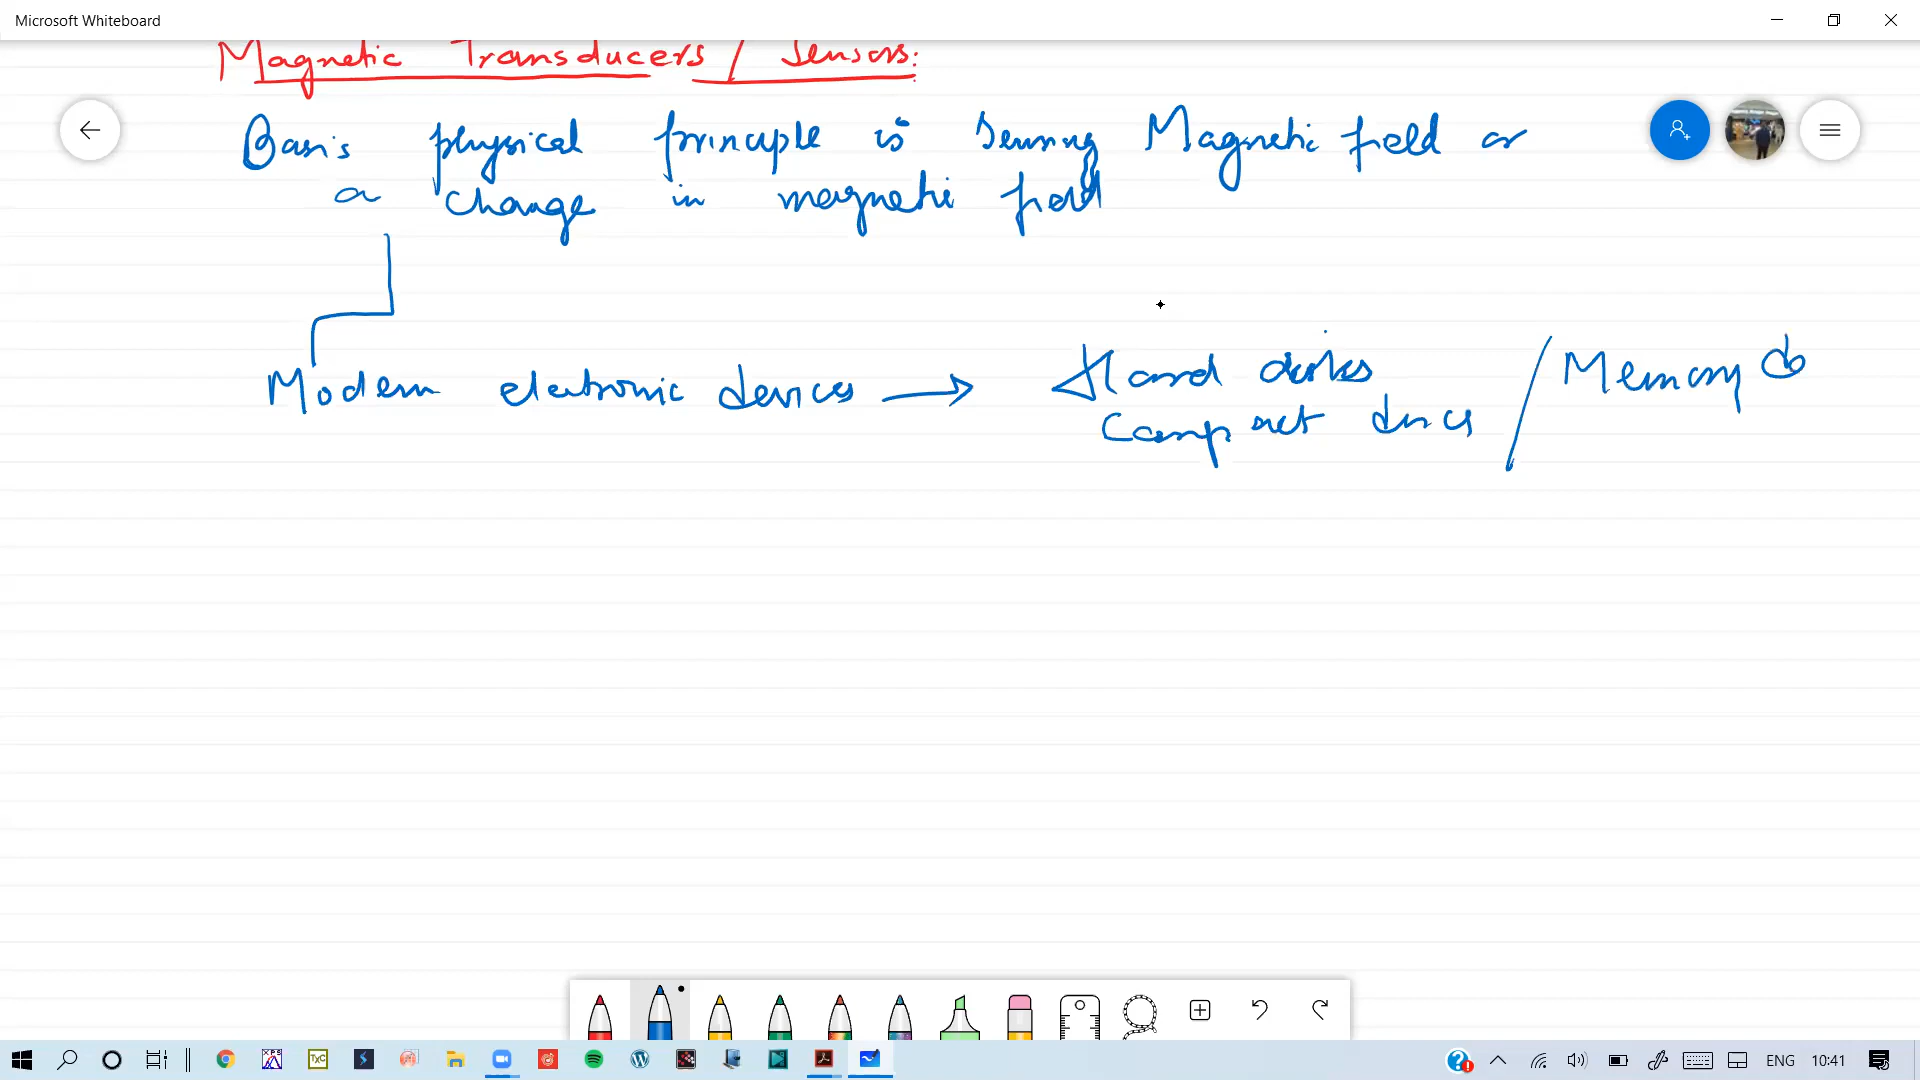 Microsoft Whiteboard
Magnetic Transducers / Sensors:
Basis physical principle is sensing Magnetic field or
a change in magnetic field
Modern electronic devices → Hard disks / Memory
Compact discs
ENG 10:41